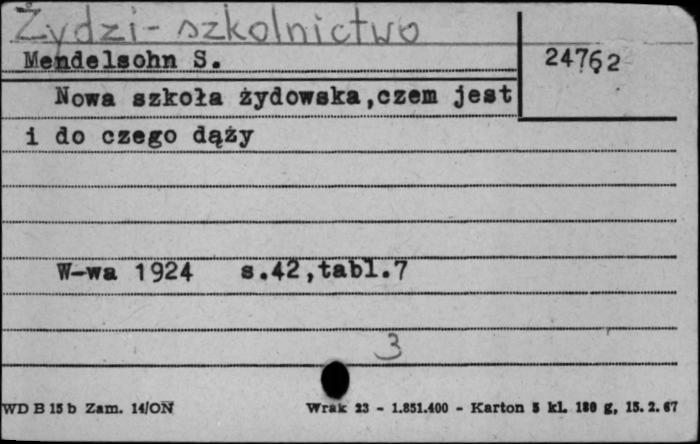 Żydzi - szkolnictwo
Mendelsohn S.
24762
Nowa szkoła żydowska,czem jest
i do czego dąży
W-wa 1924 s.42,tabl.7
3
WD B 15 b Zam. 14/ON Wrak 23 - 1.851.400 - Karton 5 kl. 180 g, 15. 2. 67